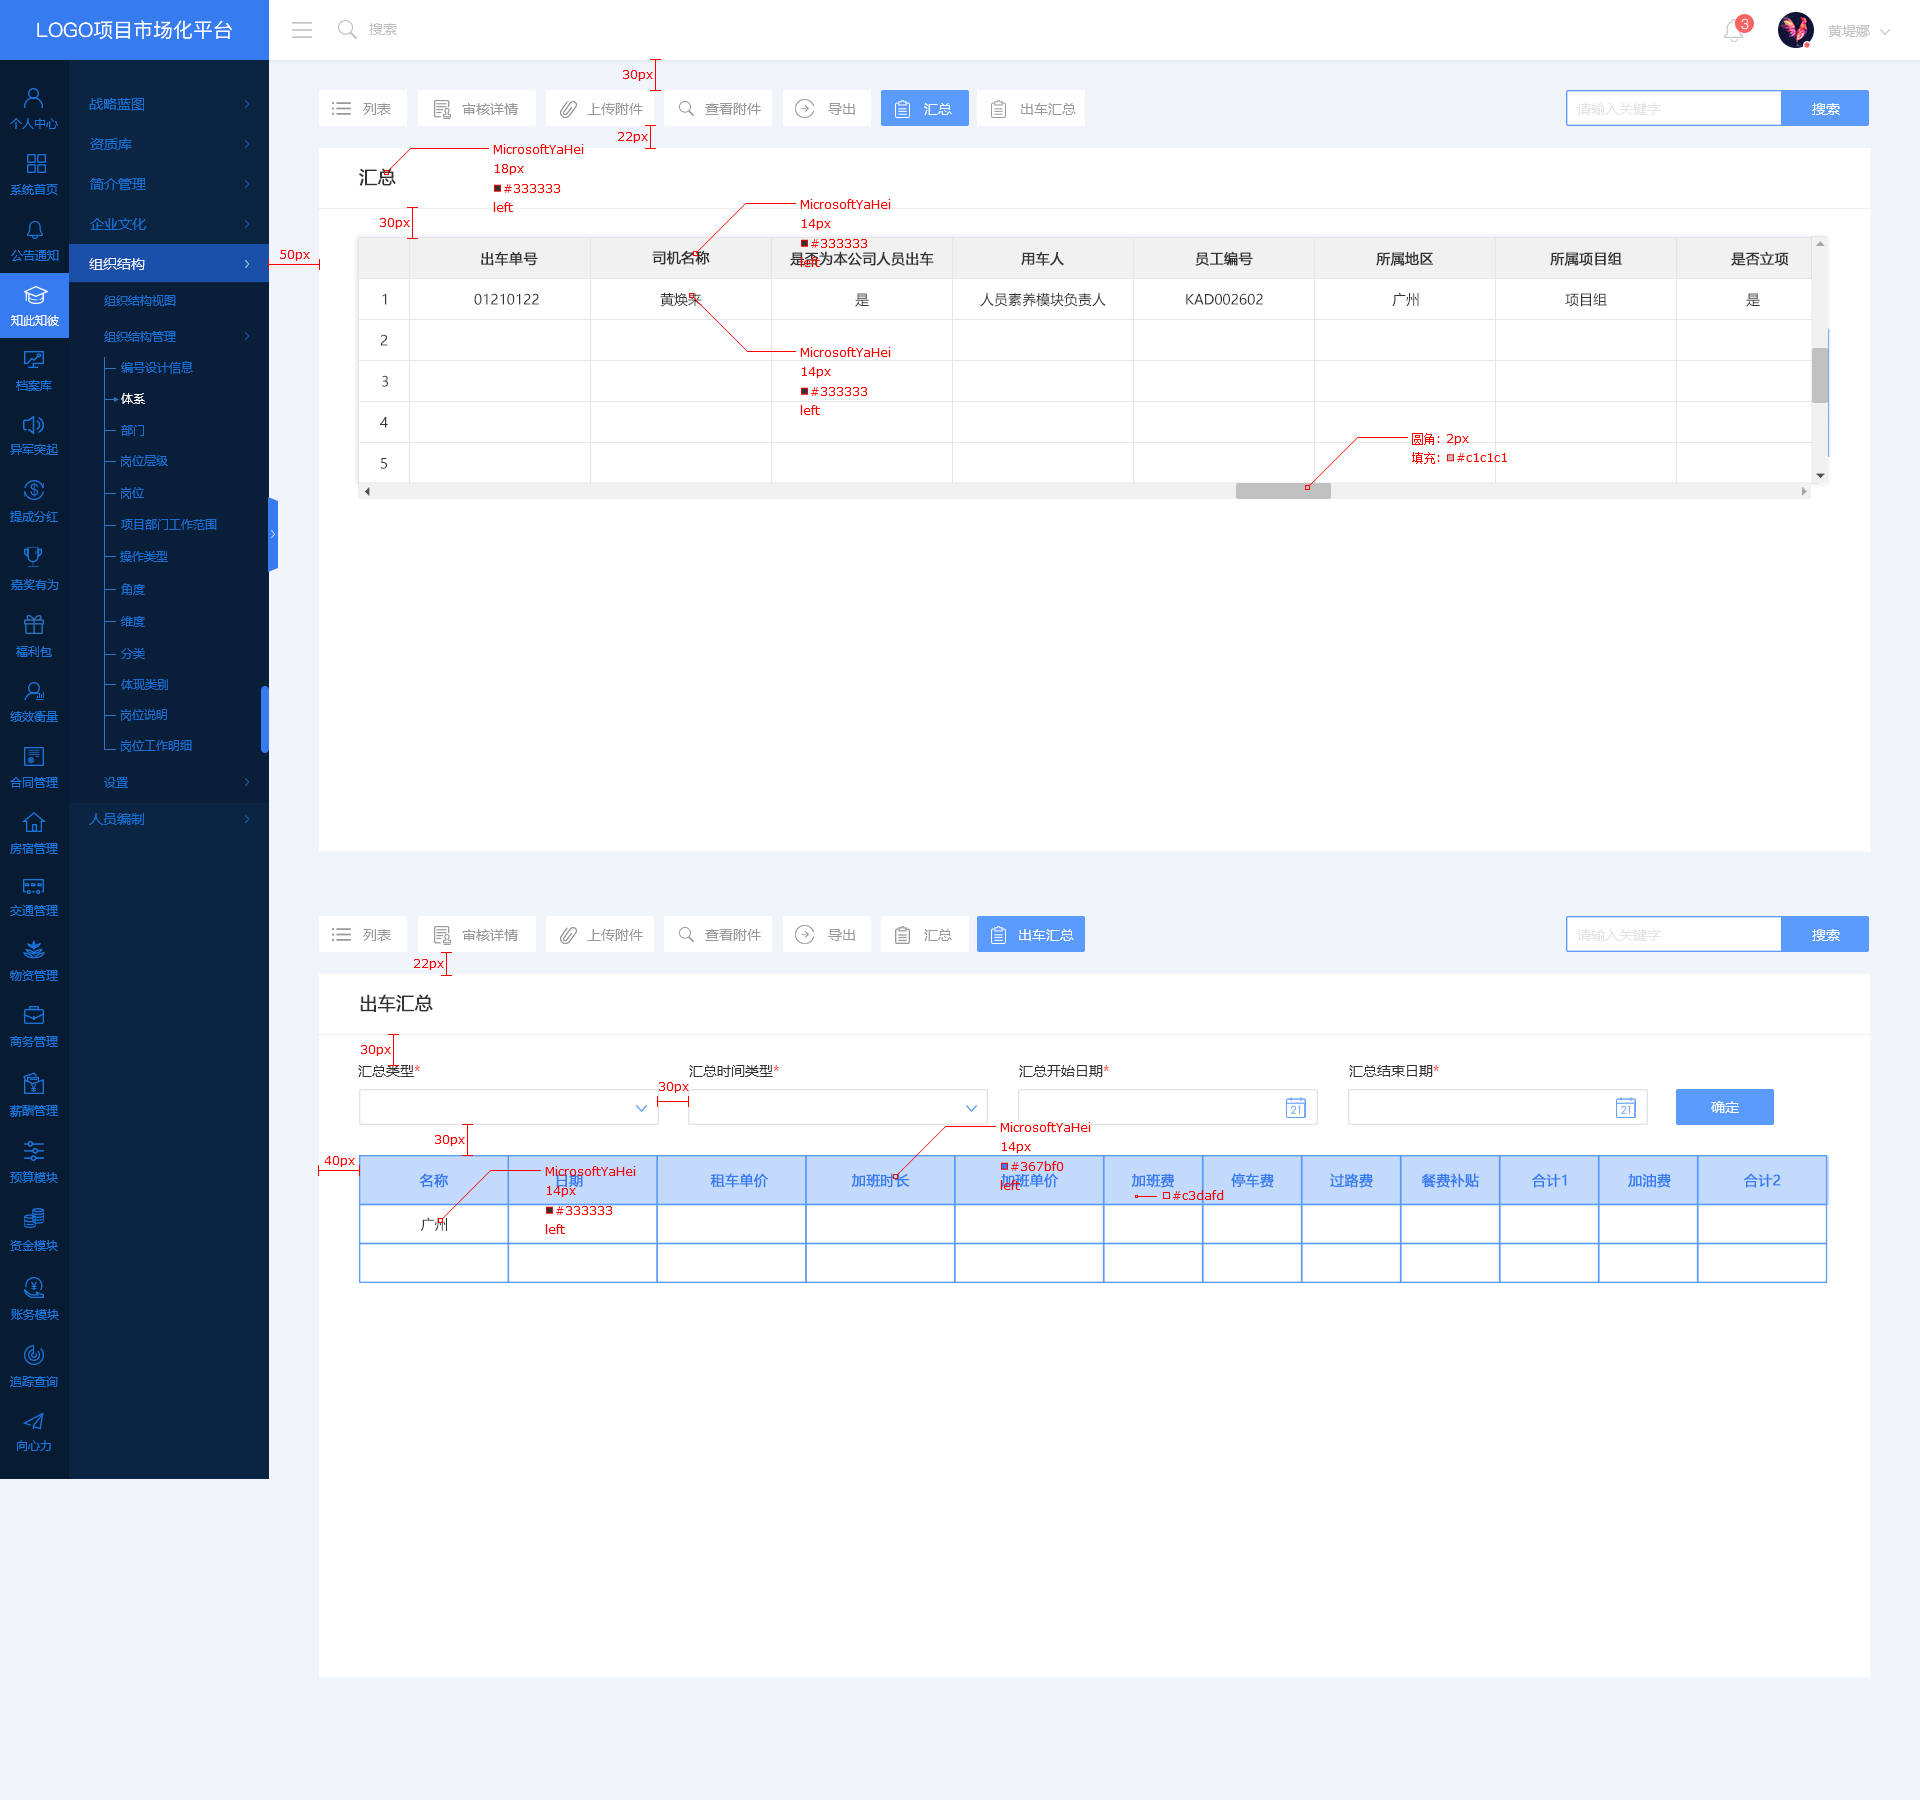 LOGO项目市场化平台
搜索
3
黄堤娜
个人中心
系统首页
公告通知
知此知彼
档案库
异军突起
提成分红
嘉奖有为
福利包
绩效衡量
合同管理
房宿管理
交通管理
物资管理
商务管理
薪酬管理
预算模块
资金模块
账务模块
追踪查询
向心力
战略蓝图
资质库
简介管理
企业文化
组织结构
组织结构视图
组织结构管理
编号设计信息
体系
部门
岗位层级
岗位
项目部门工作范围
操作类型
角度
维度
分类
体现类别
岗位说明
岗位工作明细
设置
人员编制
50px
30px
列表 审核详情 上传附件 查看附件 导出 汇总 出车汇总
请输入关键字 搜索
22px
汇总
MicrosoftYaHei
18px
#333333
left
30px
MicrosoftYaHei
14px
#333333
left
出车单号 司机名称 是否为本公司人员出车 用车人 员工编号 所属地区 所属项目组 是否立项
1 01210122 黄焕采 是 人员素养模块负责人 KAD002602 广州 项目组 是
2
3
4
5
MicrosoftYaHei
14px
#333333
left
圆角：2px
填充：#c1c1c1
列表 审核详情 上传附件 查看附件 导出 汇总 出车汇总
请输入关键字 搜索
22px
出车汇总
30px
汇总类型* 汇总时间类型* 汇总开始日期* 汇总结束日期*
30px
21 21 确定
30px
40px
MicrosoftYaHei
14px
#367bf0
left
MicrosoftYaHei
14px
#333333
left
#c3dafd
名称 日期 租车单价 加班时长 加班单价 加班费 停车费 过路费 餐费补贴 合计1 加油费 合计2
广州